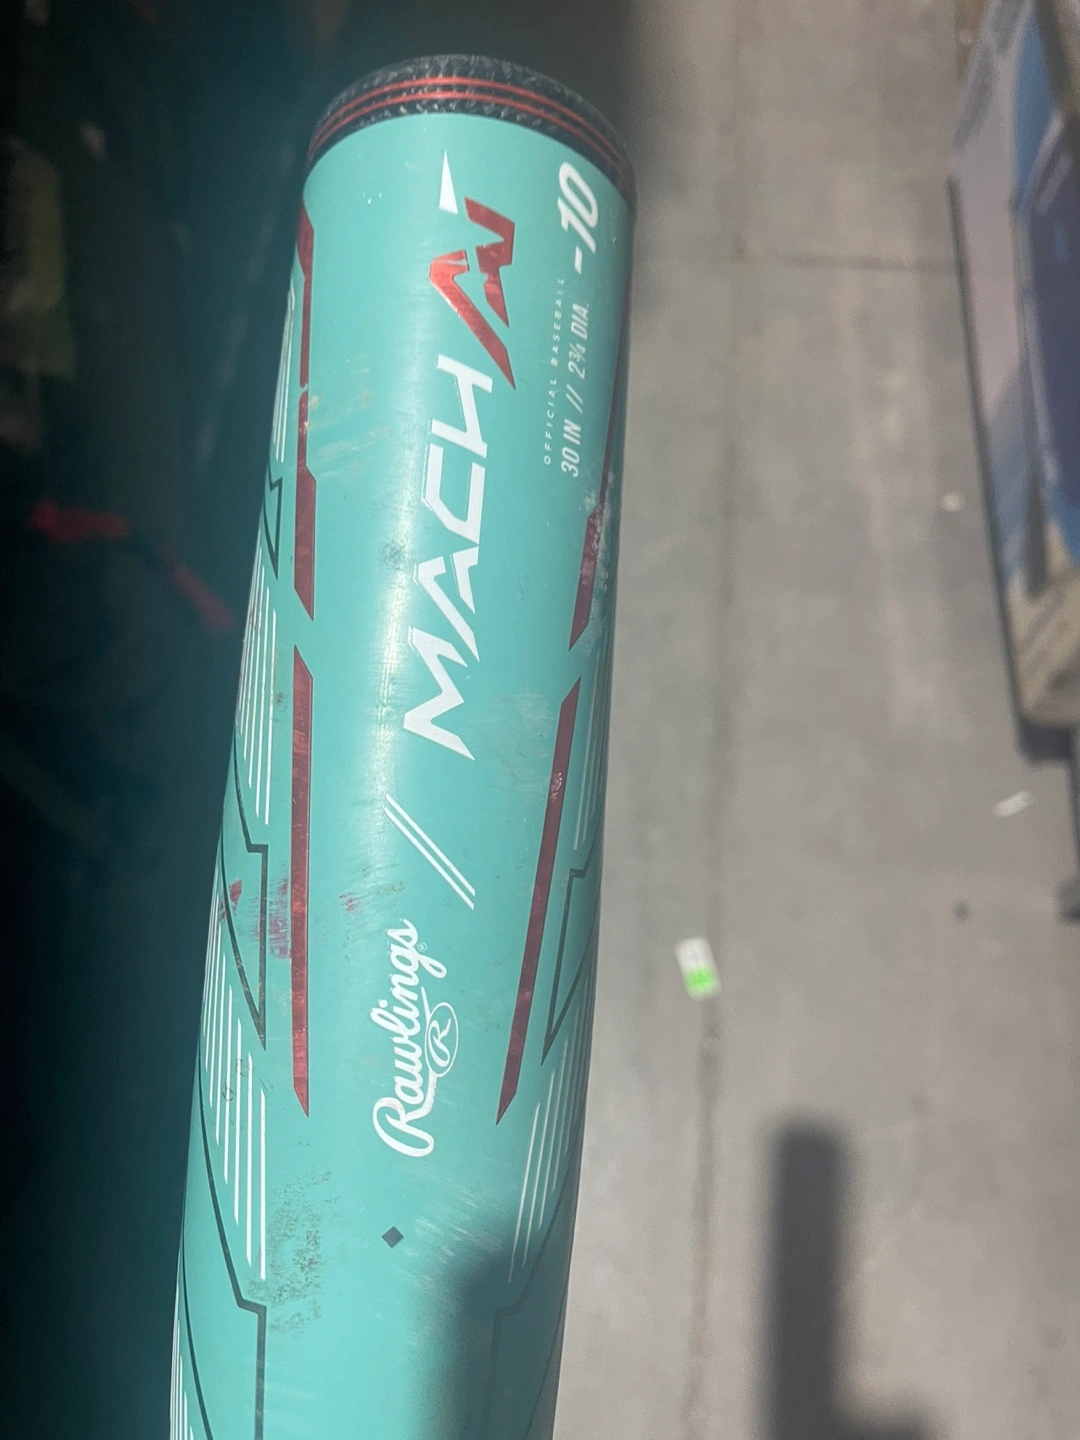 Rawlings®
R
// MACH AI
OFFICIAL BASEBALL
30 IN // 2¾ DIA. -10